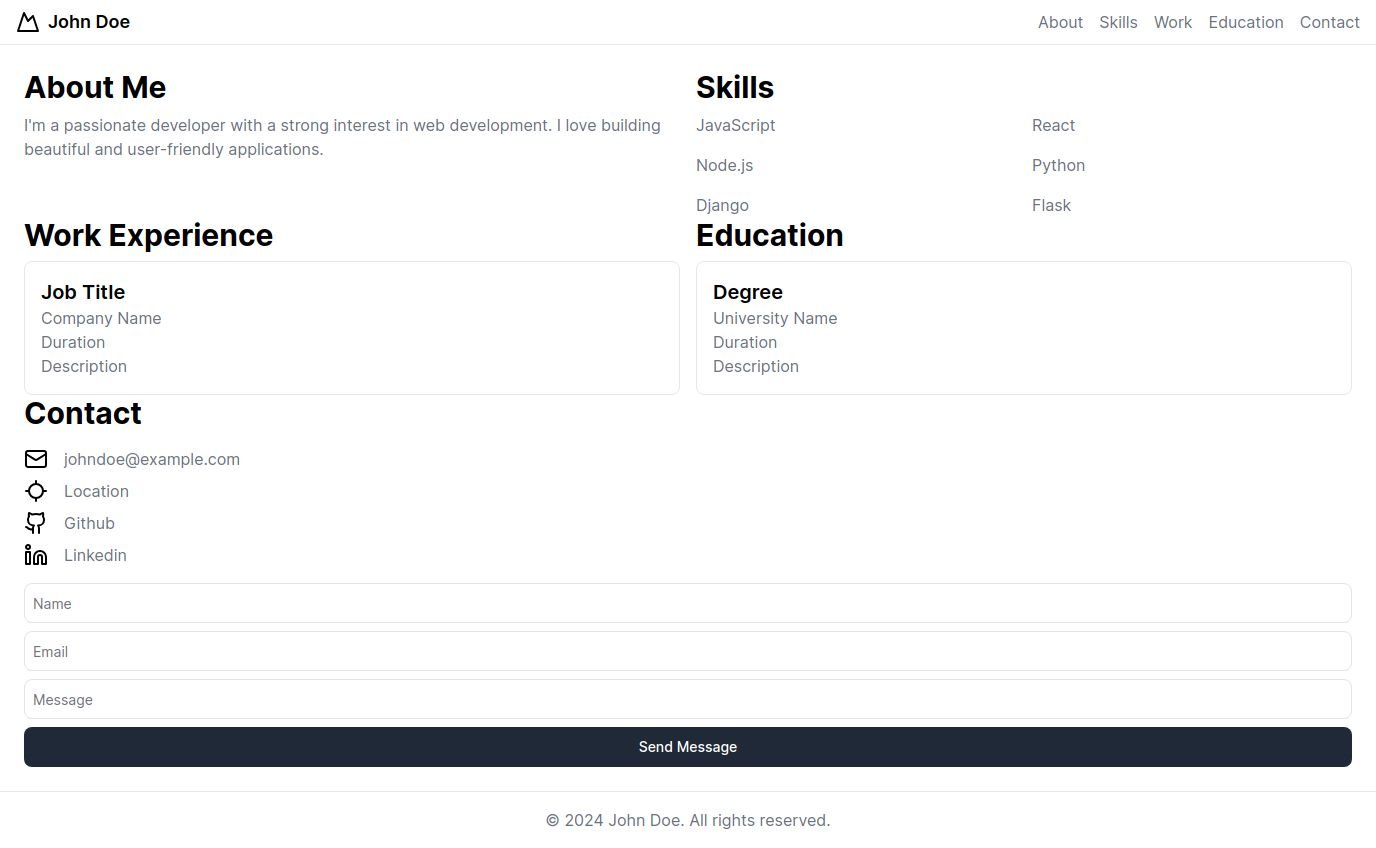 John Doe
About Skills Work Education Contact
About Me
I'm a passionate developer with a strong interest in web development. I love building
beautiful and user-friendly applications.
Skills
JavaScript
React
Node.js
Python
Django
Flask
Work Experience
Job Title
Company Name
Duration
Description
Education
Degree
University Name
Duration
Description
Contact
johndoe@example.com
Location
Github
Linkedin
Name
Email
Message
Send Message
© 2024 John Doe. All rights reserved.